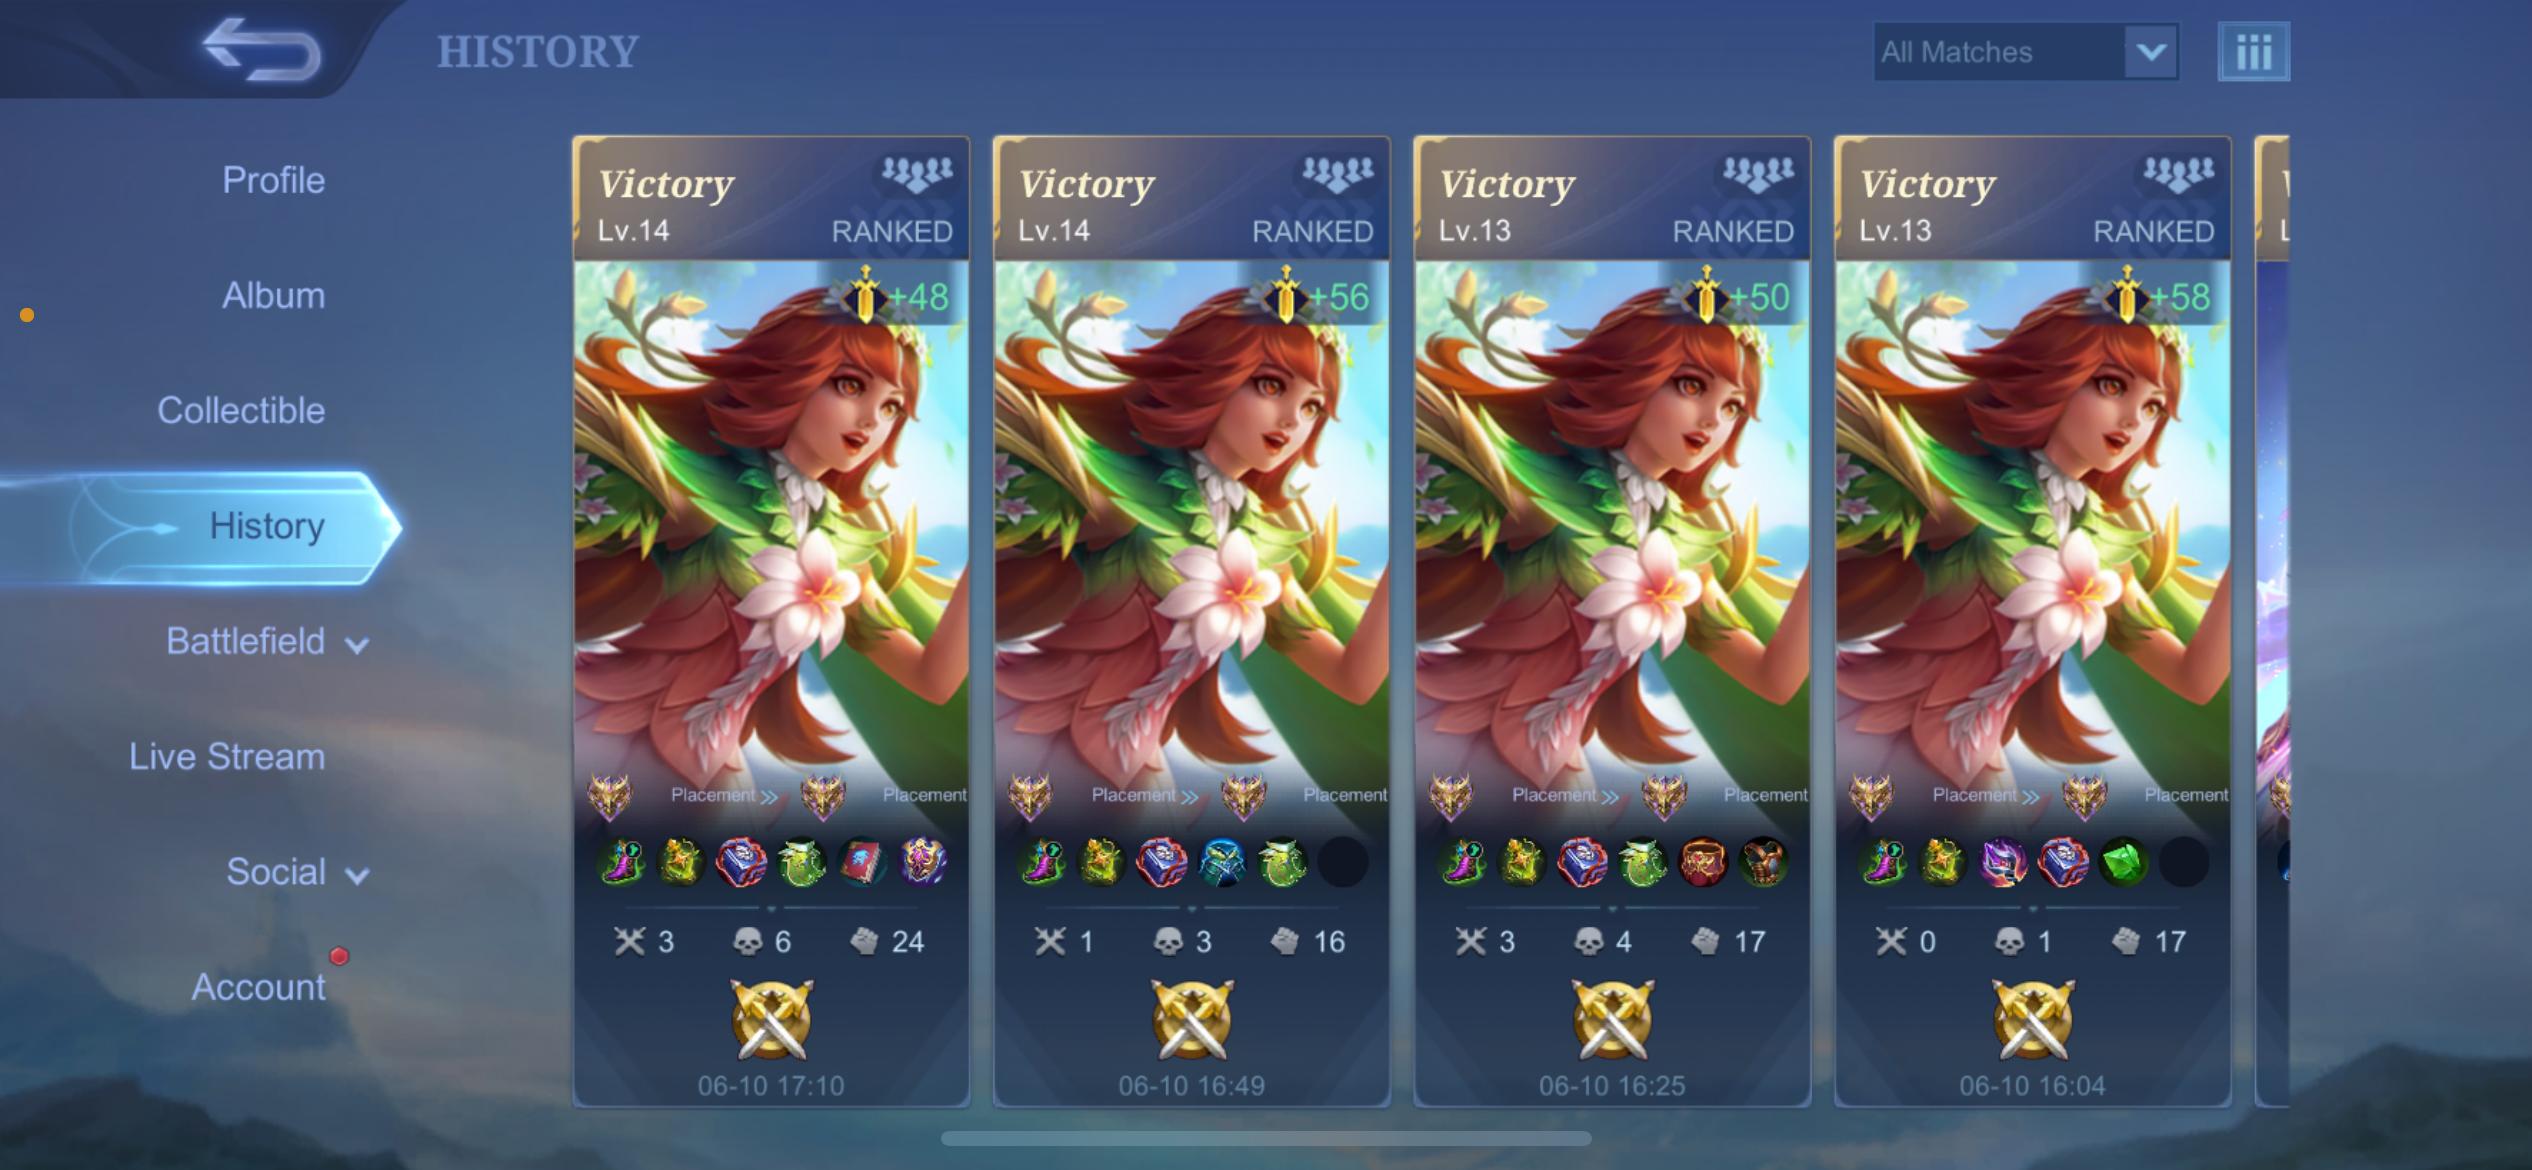 HISTORY
All Matches
Profile
Album
Collectible
History
Battlefield
Live Stream
Social
Account
Victory
Lv.14
RANKED
+48
Placement
Placement
3
6
24
06-10 17:10
Victory
Lv.14
RANKED
+56
Placement
Placement
1
3
16
06-10 16:49
Victory
Lv.13
RANKED
+50
Placement
Placement
3
4
17
06-10 16:25
Victory
Lv.13
RANKED
+58
Placement
Placement
0
1
17
06-10 16:04